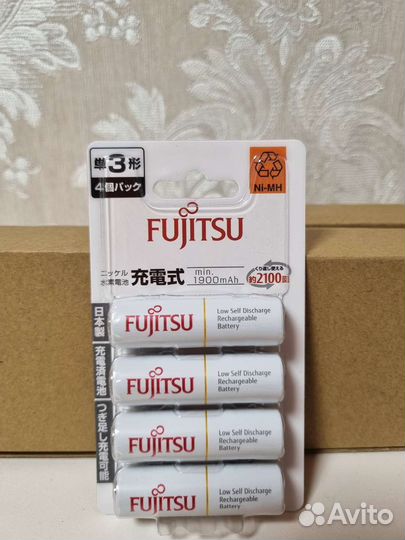 単3形
4個パック
Ni-MH
FUJITSU
ニッケル
水素電池
充電式
min.
1900mAh
くり返し使える
約2100回
日本製
充電済電池
つぎ足し充電可能
FUJITSU
Low Self Discharge
Rechargeable
Battery
FUJITSU
Low Self Discharge
Rechargeable
Battery
FUJITSU
Low Self Discharge
Rechargeable
Battery
FUJITSU
Low Self Discharge
Rechargeable
Battery
Avito